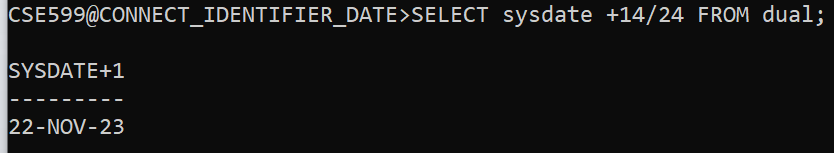 CSE599@CONNECT_IDENTIFIER_DATE>SELECT sysdate +14/24 FROM dual;
SYSDATE+1
---------
22-NOV-23